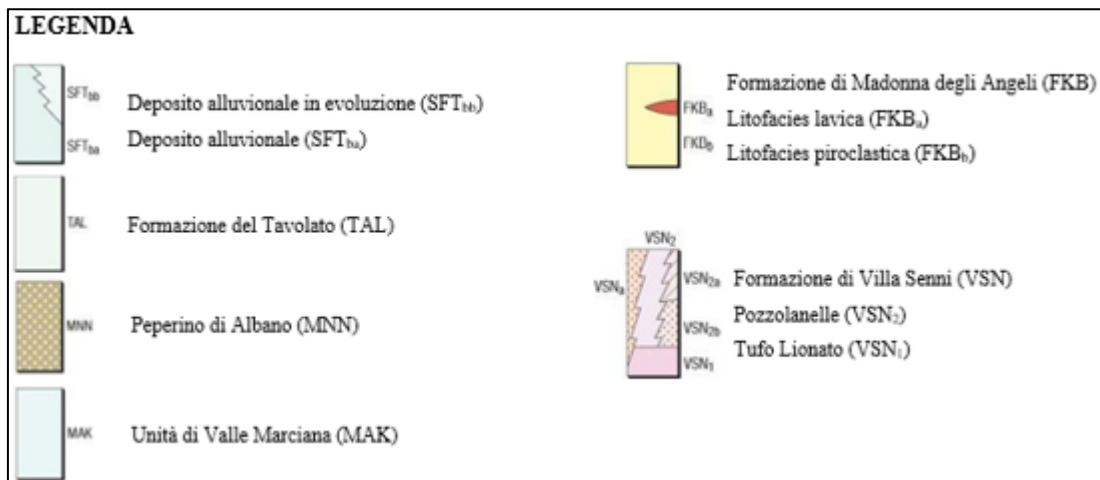 LEGENDA
SFTbb
Deposito alluvionale in evoluzione (SFTbb)
SFTba
Deposito alluvionale (SFTba)
TAL
Formazione del Tavolato (TAL)
MNN
Peperino di Albano (MNN)
MAK
Unità di Valle Marciana (MAK)
Formazione di Madonna degli Angeli (FKB)
FKBa
Litofacies lavica (FKBa)
FKBb
Litofacies piroclastica (FKBb)
VSN2
VSNa
VSN2a
Formazione di Villa Senni (VSN)
VSN2b
Pozzolanelle (VSN2)
VSN1
Tufo Lionato (VSN1)